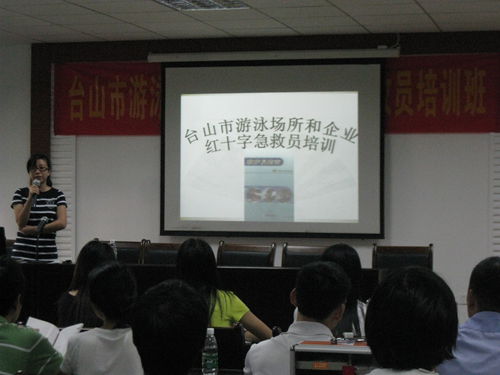 台山市游
员培训班
台山市游泳场所和企业
红十字急救员培训